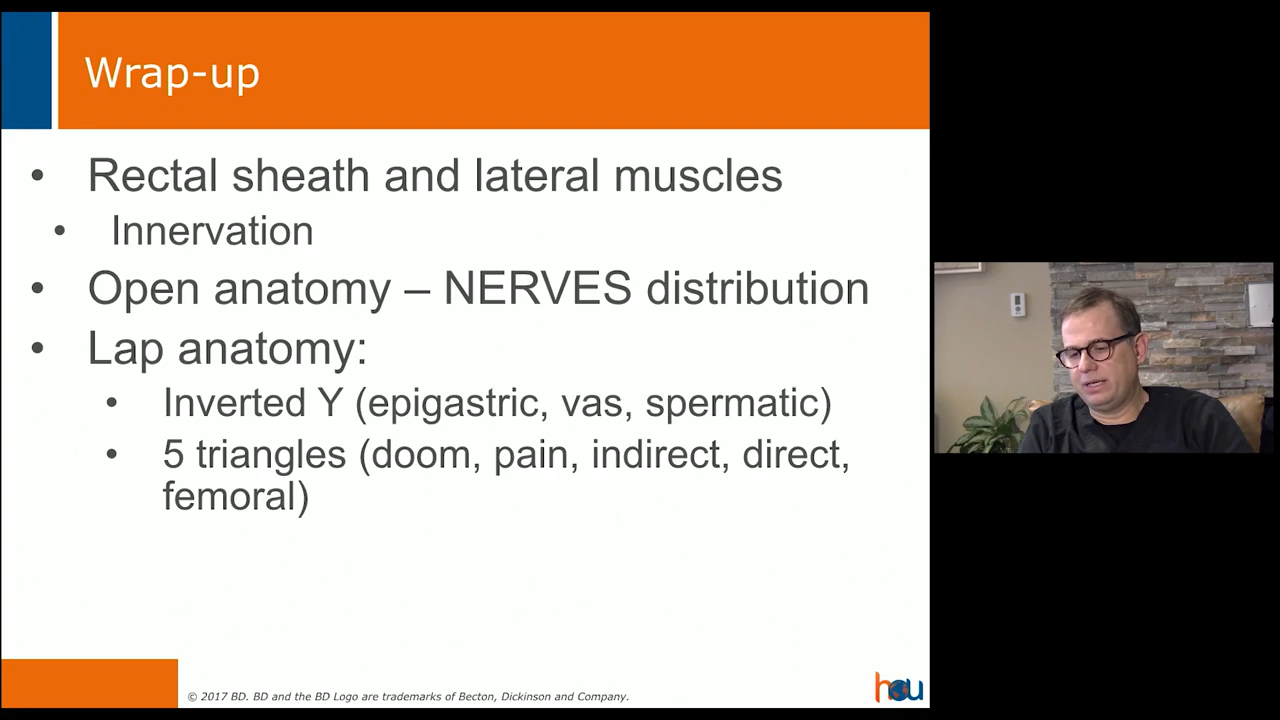 Wrap-up
• Rectal sheath and lateral muscles
• Innervation
• Open anatomy – NERVES distribution
• Lap anatomy:
• Inverted Y (epigastric, vas, spermatic)
• 5 triangles (doom, pain, indirect, direct,
femoral)
© 2017 BD. BD and the BD Logo are trademarks of Becton, Dickinson and Company.
hou